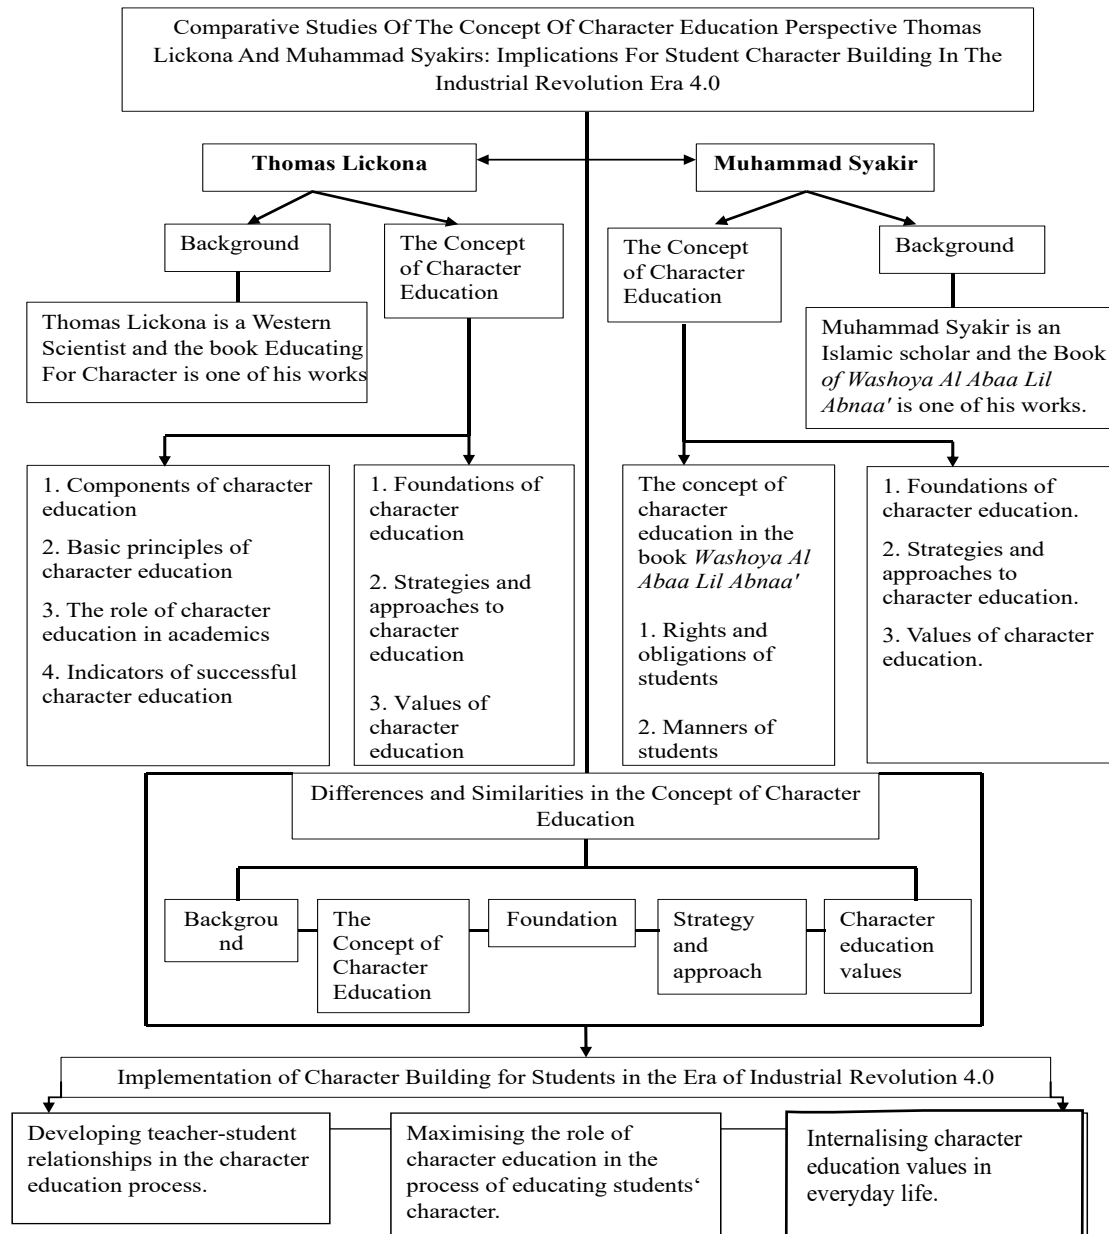 Comparative Studies Of The Concept Of Character Education Perspective Thomas
Lickona And Muhammad Syakirs: Implications For Student Character Building In The
Industrial Revolution Era 4.0
Thomas Lickona
Muhammad Syakir
Background
The Concept
of Character
Education
The Concept
of Character
Education
Background
Thomas Lickona is a Western
Scientist and the book Educating
For Character is one of his works
Muhammad Syakir is an
Islamic scholar and the Book
of Washoya Al Abaa Lil
Abnaa' is one of his works.
1. Components of character
education
2. Basic principles of
character education
3. The role of character
education in academics
4. Indicators of successful
character education
1. Foundations of
character
education
2. Strategies and
approaches to
character
education
3. Values of
character
education
The concept of
character
education in the
book Washoya Al
Abaa Lil Abnaa'
1. Rights and
obligations of
students
2. Manners of
students
1. Foundations of
character education.
2. Strategies and
approaches to
character education.
3. Values of character
education.
Differences and Similarities in the Concept of Character
Education
Backgrou
nd
The
Concept of
Character
Education
Foundation
Strategy
and
approach
Character
education
values
Implementation of Character Building for Students in the Era of Industrial Revolution 4.0
Developing teacher-student
relationships in the character
education process.
Maximising the role of
character education in the
process of educating students‘
character.
Internalising character
education values in
everyday life.